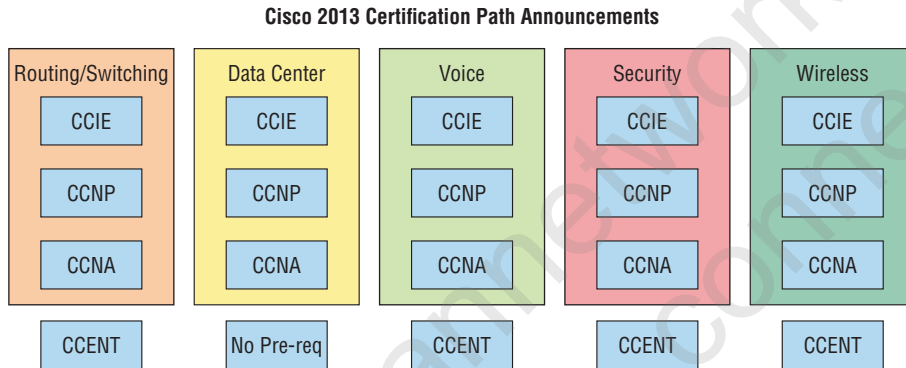 Cisco 2013 Certification Path Announcements
Routing/Switching Data Center Voice Security Wireless
CCIE CCIE CCIE CCIE CCIE
CCNP CCNP CCNP CCNP CCNP
CCNA CCNA CCNA CCNA CCNA
CCENT No Pre-req CCENT CCENT CCENT